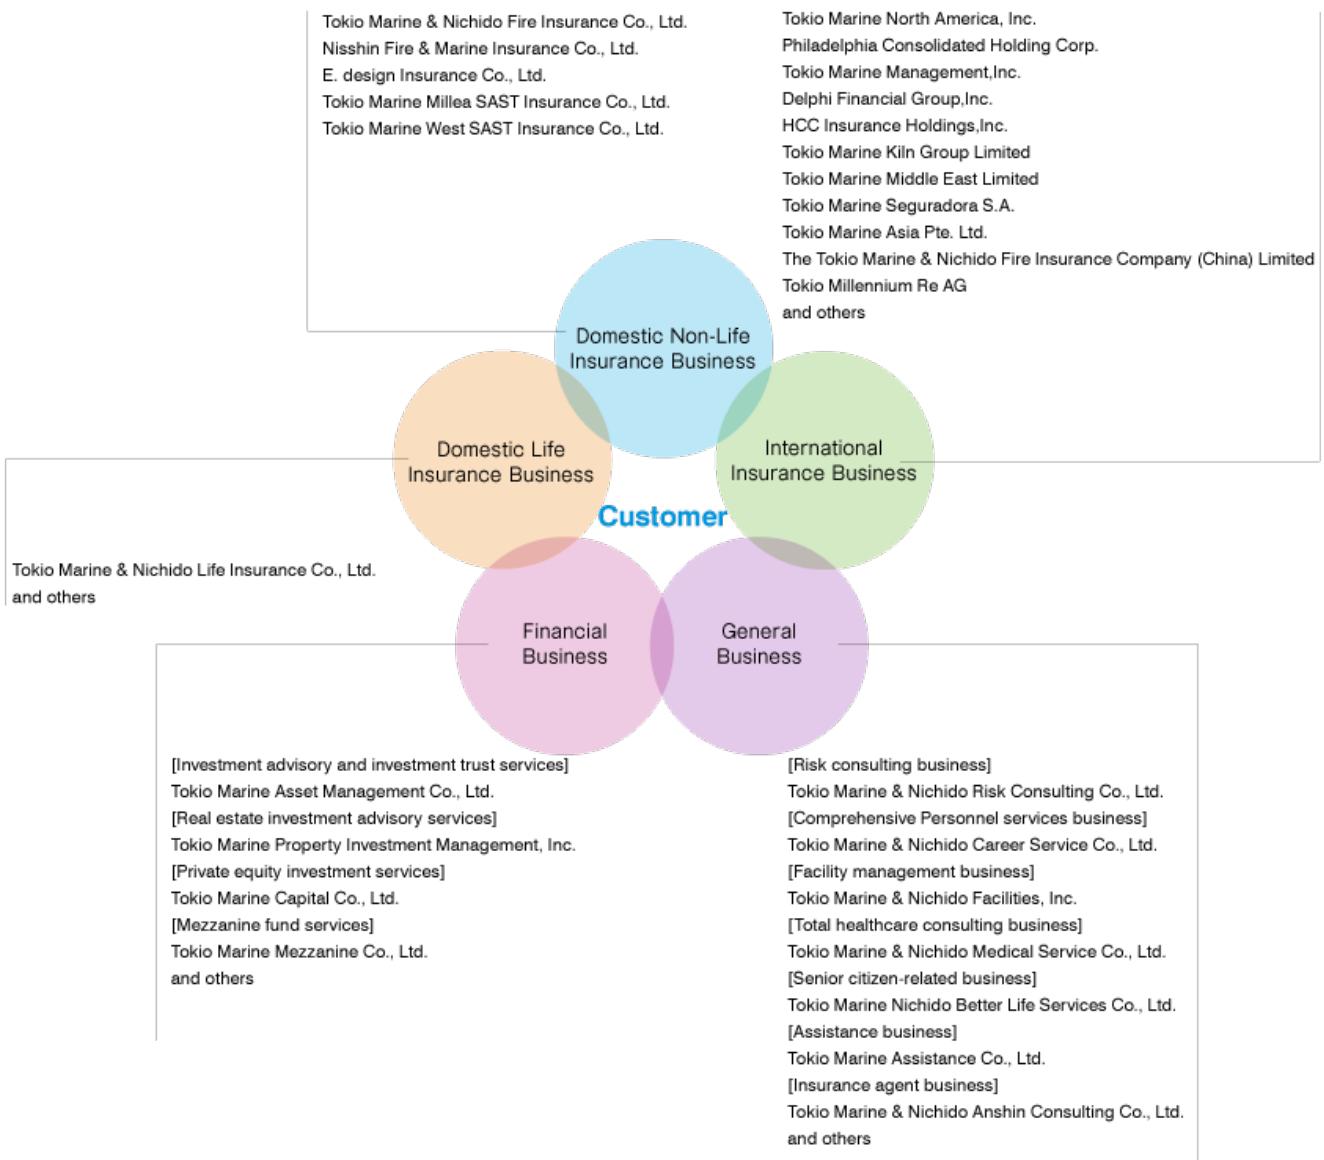 Tokio Marine & Nichido Fire Insurance Co., Ltd.
Nisshin Fire & Marine Insurance Co., Ltd.
E. design Insurance Co., Ltd.
Tokio Marine Millea SAST Insurance Co., Ltd.
Tokio Marine West SAST Insurance Co., Ltd.
Tokio Marine North America, Inc.
Philadelphia Consolidated Holding Corp.
Tokio Marine Management,Inc.
Delphi Financial Group,Inc.
HCC Insurance Holdings,Inc.
Tokio Marine Kiln Group Limited
Tokio Marine Middle East Limited
Tokio Marine Seguradora S.A.
Tokio Marine Asia Pte. Ltd.
The Tokio Marine & Nichido Fire Insurance Company (China) Limited
Tokio Millennium Re AG
and others
Domestic Non-Life
Insurance Business
Domestic Life
Insurance Business
International
Insurance Business
Customer
Tokio Marine & Nichido Life Insurance Co., Ltd.
and others
Financial
Business
General
Business
[Investment advisory and investment trust services]
Tokio Marine Asset Management Co., Ltd.
[Real estate investment advisory services]
Tokio Marine Property Investment Management, Inc.
[Private equity investment services]
Tokio Marine Capital Co., Ltd.
[Mezzanine fund services]
Tokio Marine Mezzanine Co., Ltd.
and others
[Risk consulting business]
Tokio Marine & Nichido Risk Consulting Co., Ltd.
[Comprehensive Personnel services business]
Tokio Marine & Nichido Career Service Co., Ltd.
[Facility management business]
Tokio Marine & Nichido Facilities, Inc.
[Total healthcare consulting business]
Tokio Marine & Nichido Medical Service Co., Ltd.
[Senior citizen-related business]
Tokio Marine Nichido Better Life Services Co., Ltd.
[Assistance business]
Tokio Marine Assistance Co., Ltd.
[Insurance agent business]
Tokio Marine & Nichido Anshin Consulting Co., Ltd.
and others